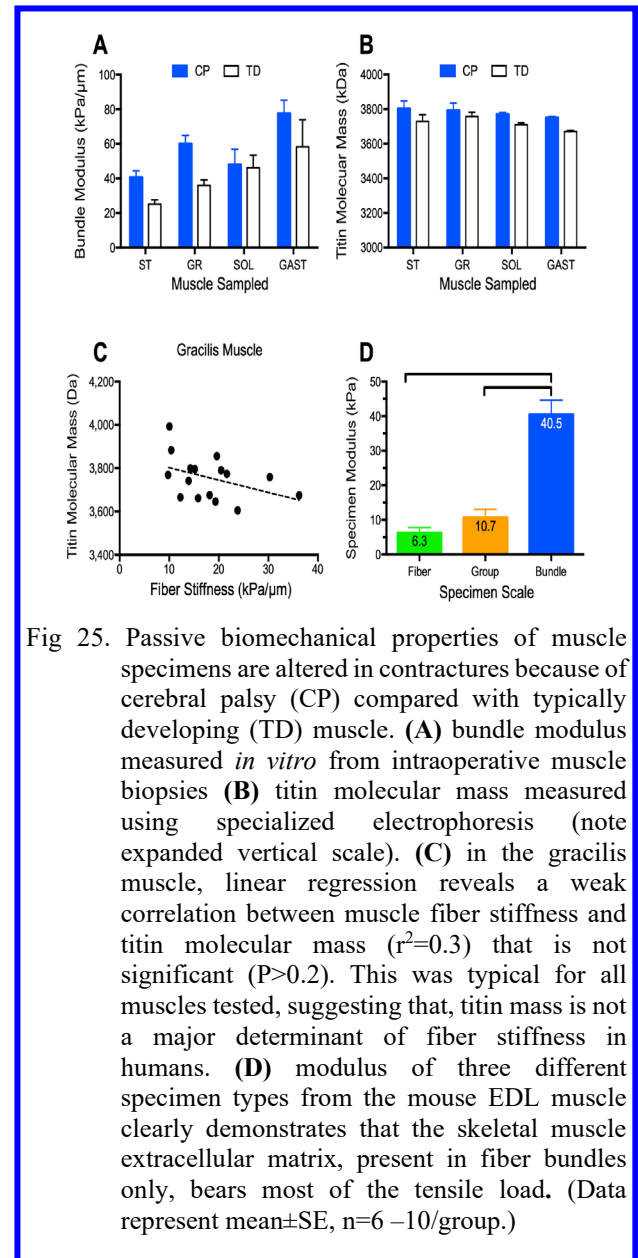 A
CP TD
Bundle Modulus (kPa/µm)
100
80
60
40
20
0
ST GR SOL GAST
Muscle Sampled
B
CP TD
Titin Molecuar Mass (kDa)
4000
3800
3600
3400
3200
3000
ST GR SOL GAST
Muscle Sampled
C
Gracilis Muscle
Titin Molecular Mass (Da)
4,200
4,000
3,800
3,600
3,400
0 10 20 30 40
Fiber Stiffness (kPa/µm)
D
Specimen Modulus (kPa)
50
40
30
20
10
0
6.3
10.7
40.5
Fiber Group Bundle
Specimen Scale
Fig 25. Passive biomechanical properties of muscle
specimens are altered in contractures because of
cerebral palsy (CP) compared with typically
developing (TD) muscle. (A) bundle modulus
measured in vitro from intraoperative muscle
biopsies (B) titin molecular mass measured
using specialized electrophoresis (note
expanded vertical scale). (C) in the gracilis
muscle, linear regression reveals a weak
correlation between muscle fiber stiffness and
titin molecular mass (r²=0.3) that is not
significant (P>0.2). This was typical for all
muscles tested, suggesting that, titin mass is not
a major determinant of fiber stiffness in
humans. (D) modulus of three different
specimen types from the mouse EDL muscle
clearly demonstrates that the skeletal muscle
extracellular matrix, present in fiber bundles
only, bears most of the tensile load. (Data
represent mean±SE, n=6 –10/group.)